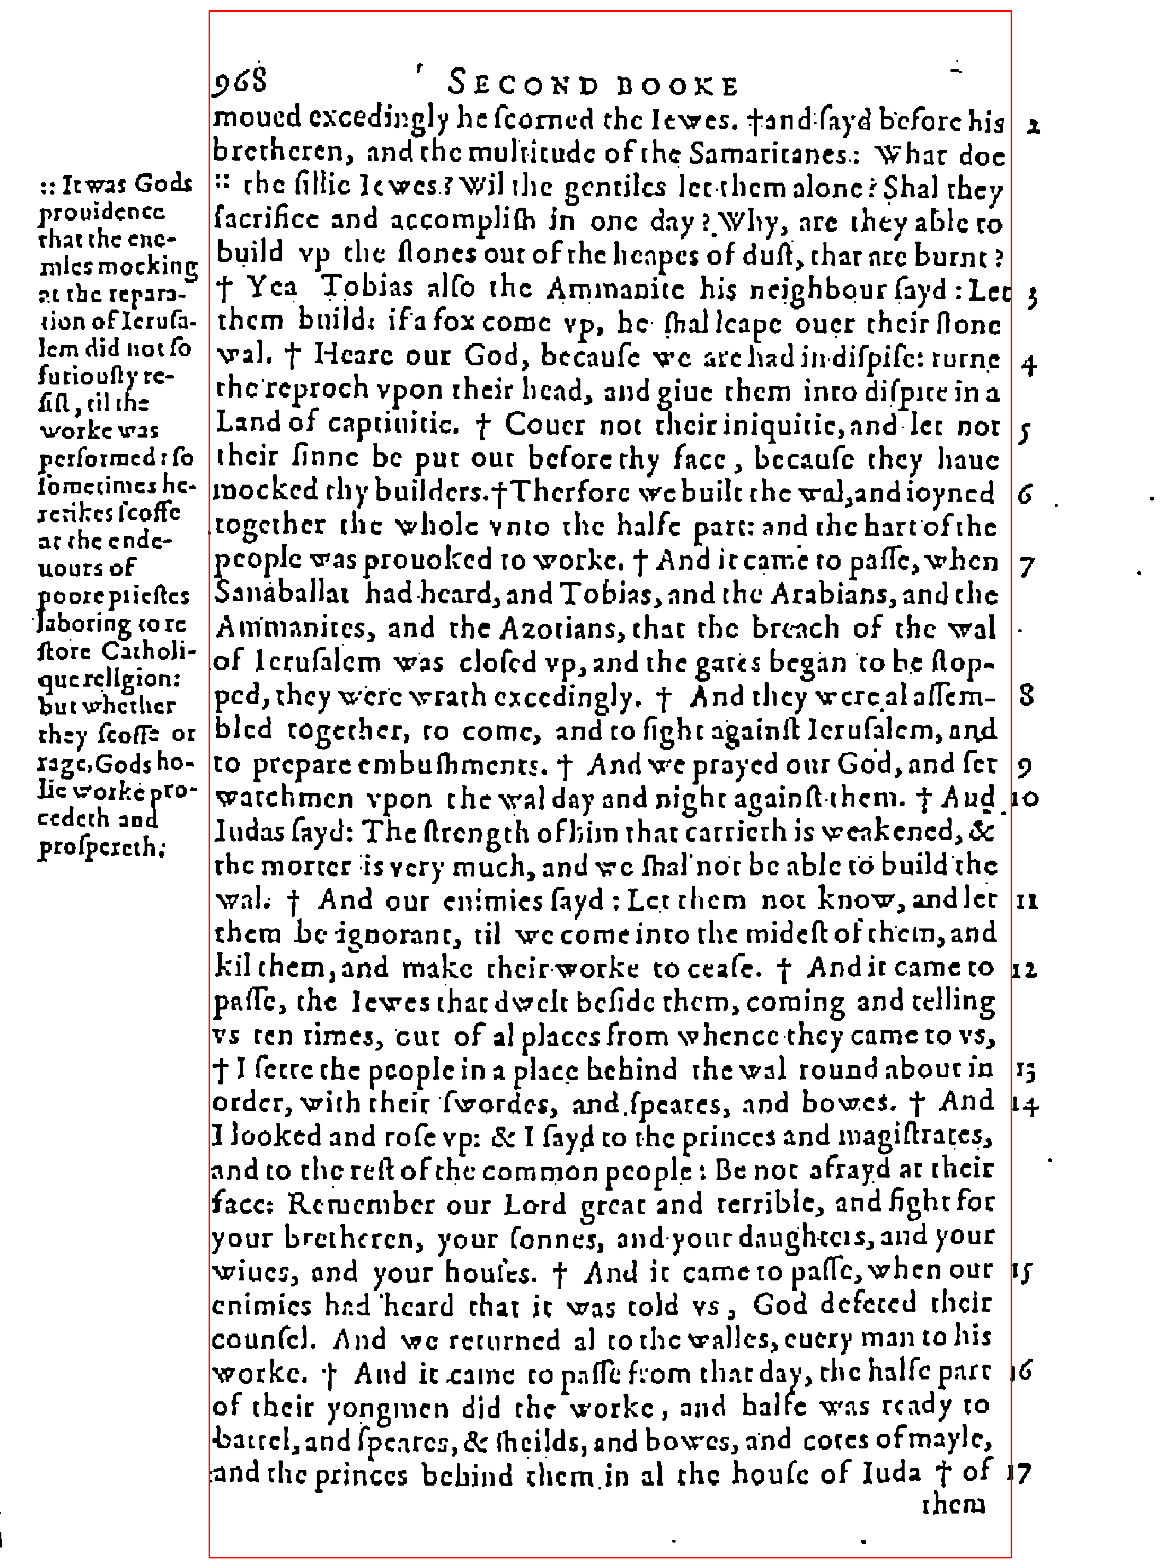 968 SECOND BOOKE
moued excedingly he ſcorned the Iewes. †and ſayd before his 2
bretheren, and the multitude of the Samaritanes: What doe
:: the ſillie Iewes? Wil the gentiles let them alone? Shal they
ſacrifice and accompliſh in one day? Why, are they able to
build vp the ſtones out of the heapes of duſt, that are burnt?
† Yea Tobias alſo the Ammanite his neighbour ſayd: Let 3
them build: if a fox come vp, he ſhal leape ouer their ſtone
wal. † Heare our God, becauſe we are had in diſpiſe: turne 4
the reproch vpon their head, and giue them into diſpite in a
Land of captiuitie. † Couer not their iniquitie, and let not 5
their ſinne be put out before thy face, becauſe they haue
mocked thy builders. †Therfore we built the wal, and ioyned 6
together the whole vnto the halfe part: and the hart of the
people was prouoked to worke. † And it came to paſſe, when 7
Sanaballat had heard, and Tobias, and the Arabians, and the
Ammanites, and the Azotians, that the breach of the wal
of Ieruſalem was cloſed vp, and the gates began to be ſtop-
ped, they were wrath excedingly. † And they were al aſſem- 8
bled together, to come, and to fight againſt Ieruſalem, and
to prepare embuſhments. † And we prayed our God, and ſet 9
watchmen vpon the wal day and night againſt them. † And 10
Iudas ſayd: The ſtrength of him that carrieth is weakened, &
the morter is very much, and we ſhal not be able to build the
wal. † And our enimies ſayd: Let them not know, and let 11
them be ignorant, til we come into the mideſt of them, and
kil them, and make their worke to ceaſe. † And it came to 12
paſſe, the Iewes that dwelt beſide them, coming and telling
vs ten times, out of al places from whence they came to vs,
† I ſette the people in a place behind the wal round about in 13
order, with their ſwordes, and ſpeares, and bowes. † And 14
I looked and roſe vp: & I ſayd to the princes and magiſtrates,
and to the reſt of the common people: Be not afrayd at their
face: Remember our Lord great and terrible, and fight for
your bretheren, your ſonnes, and your daughters, and your
wiues, and your houſes. † And it came to paſſe, when our 15
enimies had heard that it was told vs, God defeted their
counſel. And we returned al to the walles, euery man to his
worke. † And it came to paſſe from that day, the halfe part 16
of their yongmen did the worke, and halfe was ready to
battel, and ſpeares, & ſheilds, and bowes, and cotes of mayle,
and the princes behind them in al the houſe of Iuda † of 17
them
:: It was Gods
prouidence
that the ene-
mies mocking
at the repara-
tion of Ieruſa-
lem did not ſo
furiouſly re-
ſiſt, til the
worke was
performed: ſo
ſometimes he-
retikes ſcoffe
at the ende-
uours of
poore prieſtes
laboring to re
ſtore Catholi-
que religion:
but whether
they ſcoffe or
rage, Gods ho-
lie worke pro-
cedeth and
proſpereth;